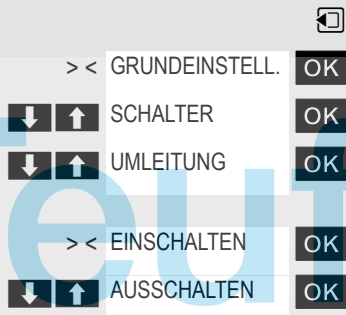 > < GRUNDEINSTELL. OK
SCHALTER OK
UMLEITUNG OK
> < EINSCHALTEN OK
AUSSCHALTEN OK